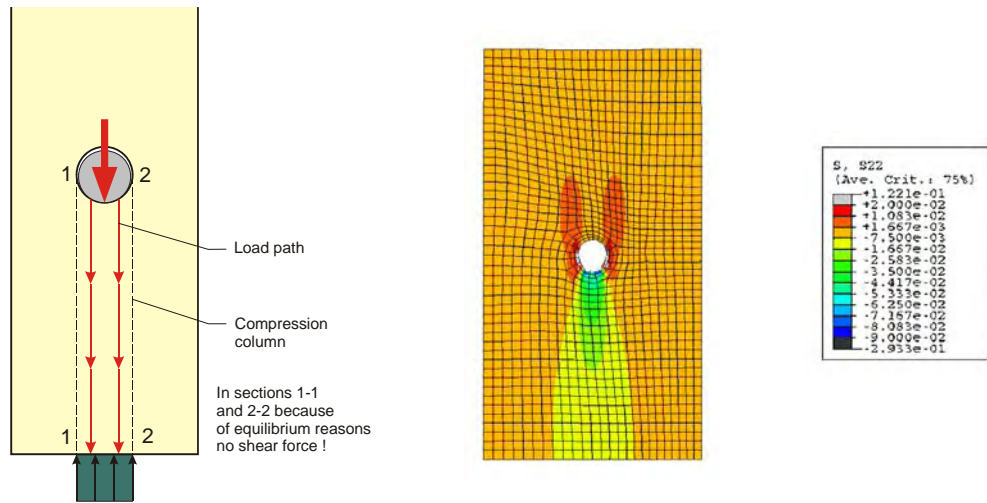 1
2
Load path
Compression
column
In sections 1-1
and 2-2 because
of equilibrium reasons
no shear force !
1
2
S, S22
(Ave. Crit.: 75%)
+1.221e-01
+2.000e-02
+1.083e-02
+1.667e-03
-7.500e-03
-1.667e-02
-2.583e-02
-3.500e-02
-4.417e-02
-5.333e-02
-6.250e-02
-7.167e-02
-8.083e-02
-9.000e-02
-2.933e-01